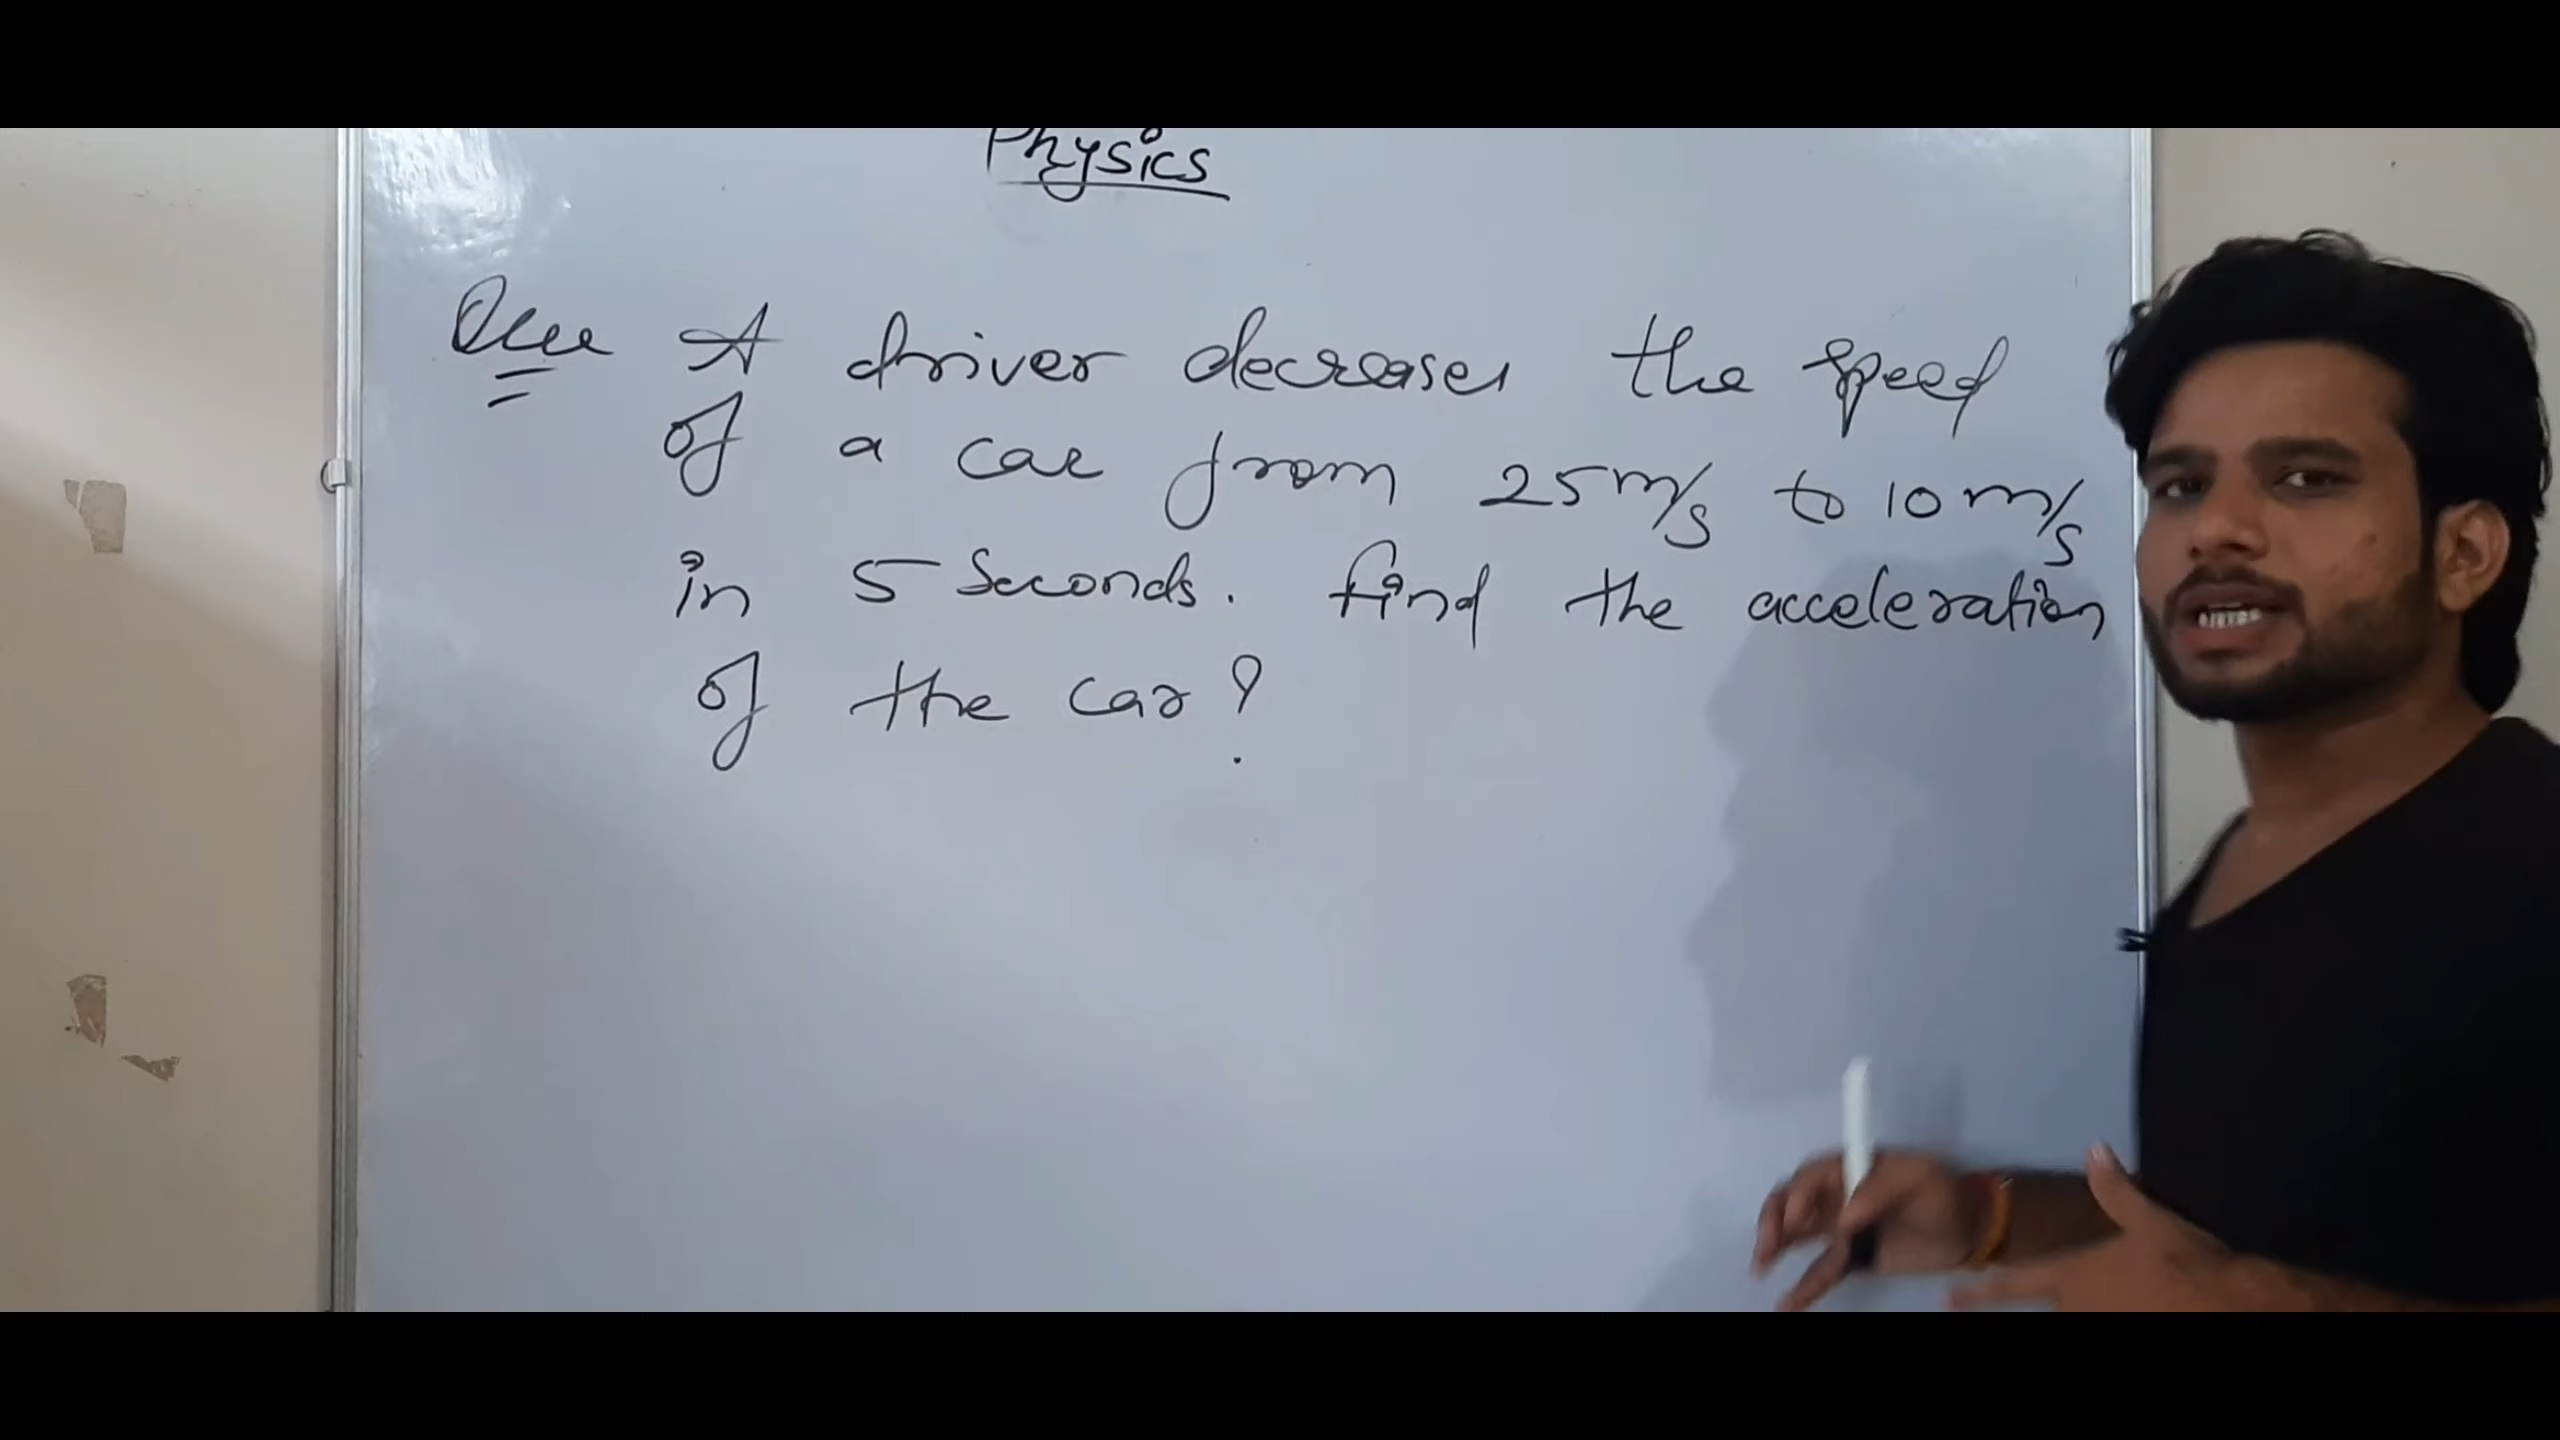 Physics
Que A driver decreases the speed
of a car from 25m/s to 10m/s
in 5 Seconds. find the acceleration
of the car?